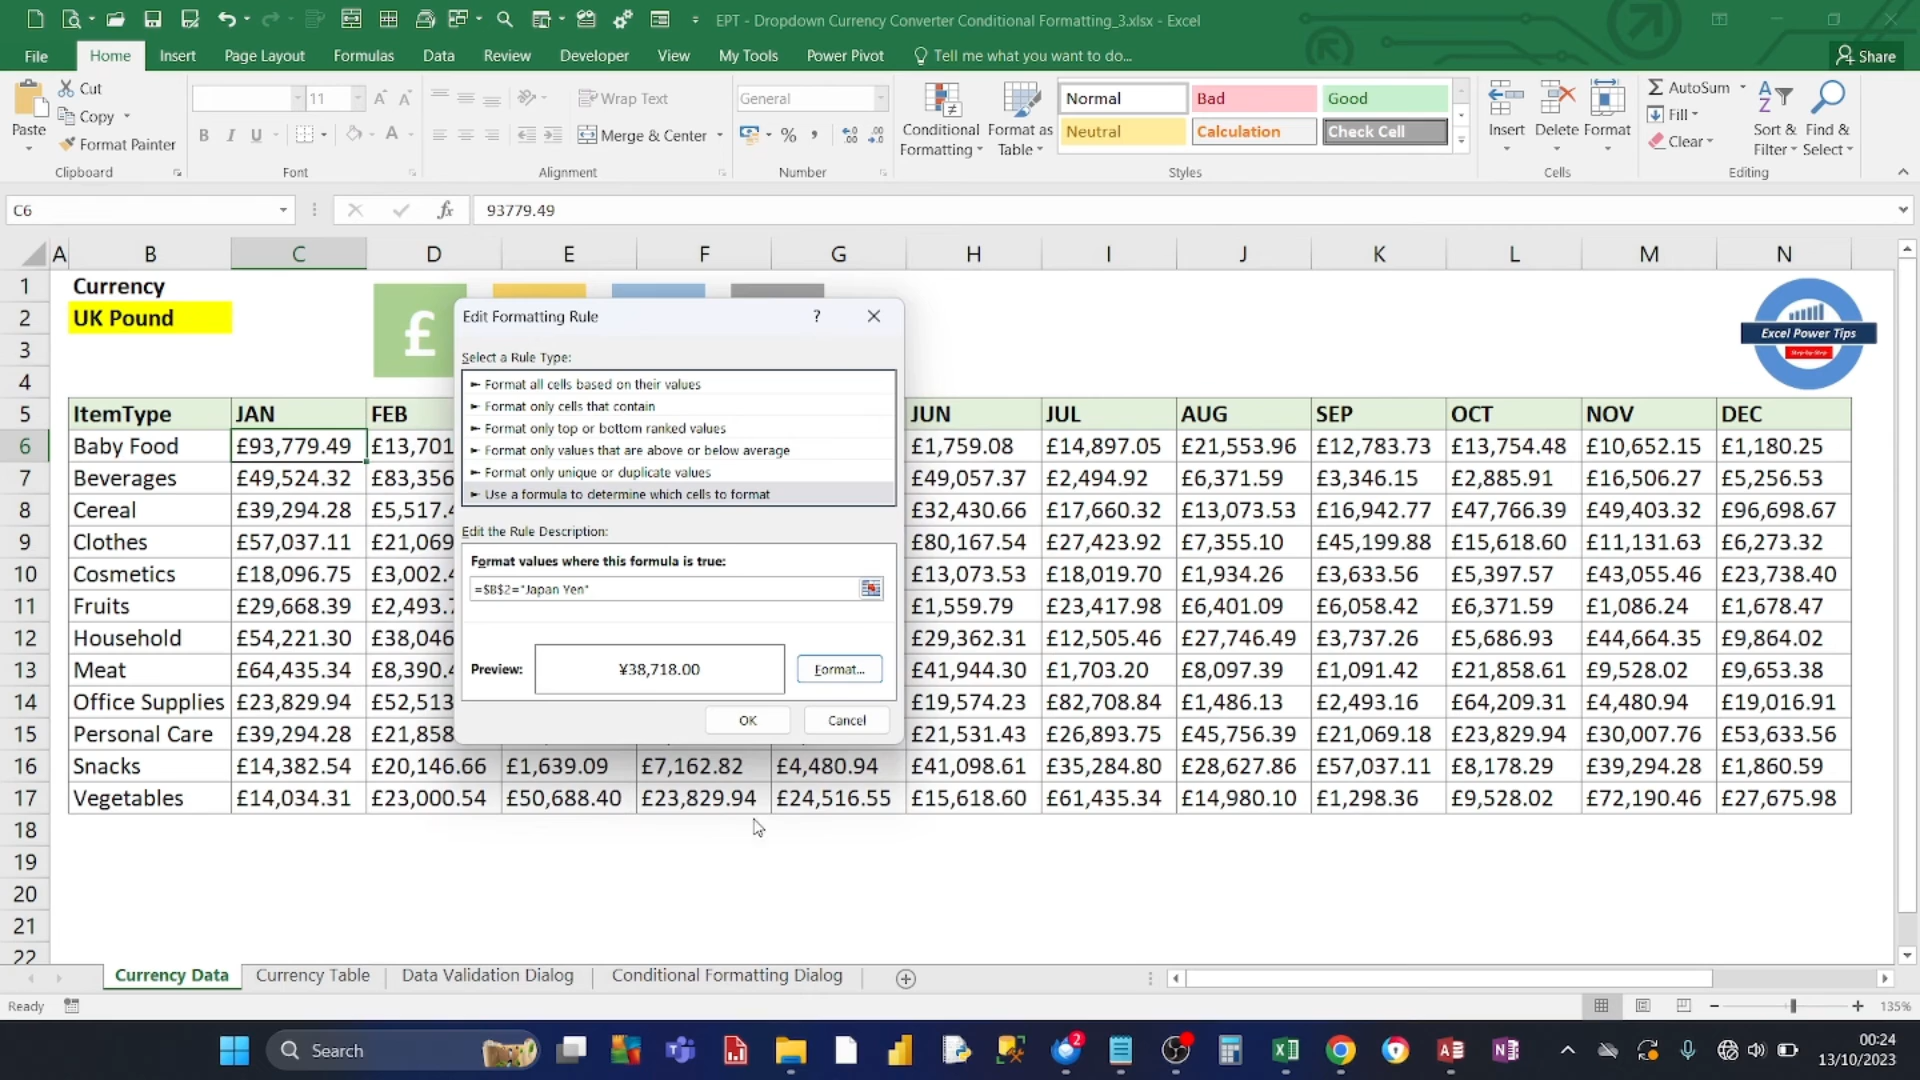 EPT - Dropdown Currency Converter Conditional Formatting_3.xlsx - Excel
File Home Insert Page Layout Formulas Data Review Developer View My Tools Power Pivot Tell me what you want to do... Share
Paste Cut Copy Format Painter Clipboard
11 B I U Font
Wrap Text Merge & Center Alignment
General % , Number
Conditional Formatting Format as Table Normal Bad Good Neutral Calculation Check Cell Styles
Insert Delete Format Cells
AutoSum Fill Clear Sort & Filter Find & Select Editing
C6 fx 93779.49
A B C D E F G H I J K L M N
1 Currency
2 UK Pound £
3
4
Excel Power Tips
Step-by-Step
5 ItemType JAN FEB JUN JUL AUG SEP OCT NOV DEC
6 Baby Food £93,779.49 £13,701 £1,759.08 £14,897.05 £21,553.96 £12,783.73 £13,754.48 £10,652.15 £1,180.25
7 Beverages £49,524.32 £83,356 £49,057.37 £2,494.92 £6,371.59 £3,346.15 £2,885.91 £16,506.27 £5,256.53
8 Cereal £39,294.28 £5,517.4 £32,430.66 £17,660.32 £13,073.53 £16,942.77 £47,766.39 £49,403.32 £96,698.67
9 Clothes £57,037.11 £21,069 £80,167.54 £27,423.92 £7,355.10 £45,199.88 £15,618.60 £11,131.63 £6,273.32
10 Cosmetics £18,096.75 £3,002.4 £13,073.53 £18,019.70 £1,934.26 £3,633.56 £5,397.57 £43,055.46 £23,738.40
11 Fruits £29,668.39 £2,493.7 £1,559.79 £23,417.98 £6,401.09 £6,058.42 £6,371.59 £1,086.24 £1,678.47
12 Household £54,221.30 £38,046 £29,362.31 £12,505.46 £27,746.49 £3,737.26 £5,686.93 £44,664.35 £9,864.02
13 Meat £64,435.34 £8,390.4 £41,944.30 £1,703.20 £8,097.39 £1,091.42 £21,858.61 £9,528.02 £9,653.38
14 Office Supplies £23,829.94 £52,513 £19,574.23 £82,708.84 £1,486.13 £2,493.16 £64,209.31 £4,480.94 £19,016.91
15 Personal Care £39,294.28 £21,858 £21,531.43 £26,893.75 £45,756.39 £21,069.18 £23,829.94 £30,007.76 £53,633.56
16 Snacks £14,382.54 £20,146.66 £1,639.09 £7,162.82 £4,480.94 £41,098.61 £35,284.80 £28,627.86 £57,037.11 £8,178.29 £39,294.28 £1,860.59
17 Vegetables £14,034.31 £23,000.54 £50,688.40 £23,829.94 £24,516.55 £15,618.60 £61,435.34 £14,980.10 £1,298.36 £9,528.02 £72,190.46 £27,675.98
18
19
20
21
22
Edit Formatting Rule ?
Select a Rule Type:
► Format all cells based on their values
► Format only cells that contain
► Format only top or bottom ranked values
► Format only values that are above or below average
► Format only unique or duplicate values
► Use a formula to determine which cells to format
Edit the Rule Description:
Format values where this formula is true:
=$B$2="Japan Yen"
Preview: ¥38,718.00 Format...
OK Cancel
Currency Data Currency Table Data Validation Dialog Conditional Formatting Dialog
Ready 135%
Search 2 00:24
13/10/2023